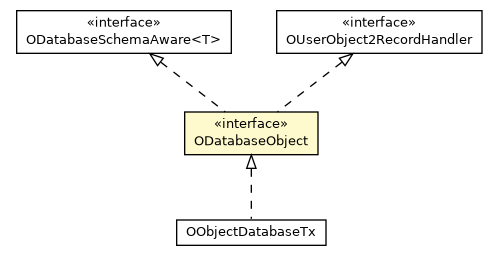 «interface»
ODatabaseSchemaAware<T>
«interface»
OUserObject2RecordHandler
«interface»
ODatabaseObject
OObjectDatabaseTx